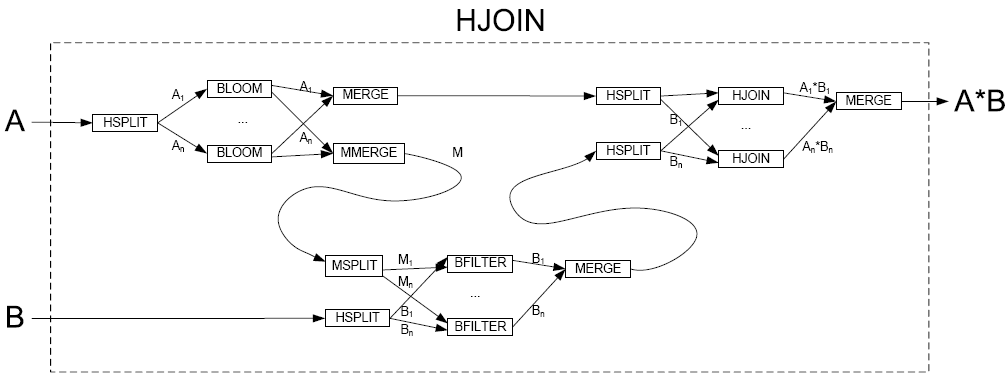 HJOIN
A
HSPLIT
A1
An
BLOOM
...
BLOOM
A1
An
MERGE
MMERGE
M
HSPLIT
HSPLIT
B1
Bn
HJOIN
...
HJOIN
A1*B1
An*Bn
MERGE
A*B
MSPLIT
M1
Mn
B
HSPLIT
B1
Bn
BFILTER
...
BFILTER
B1
Bn
MERGE